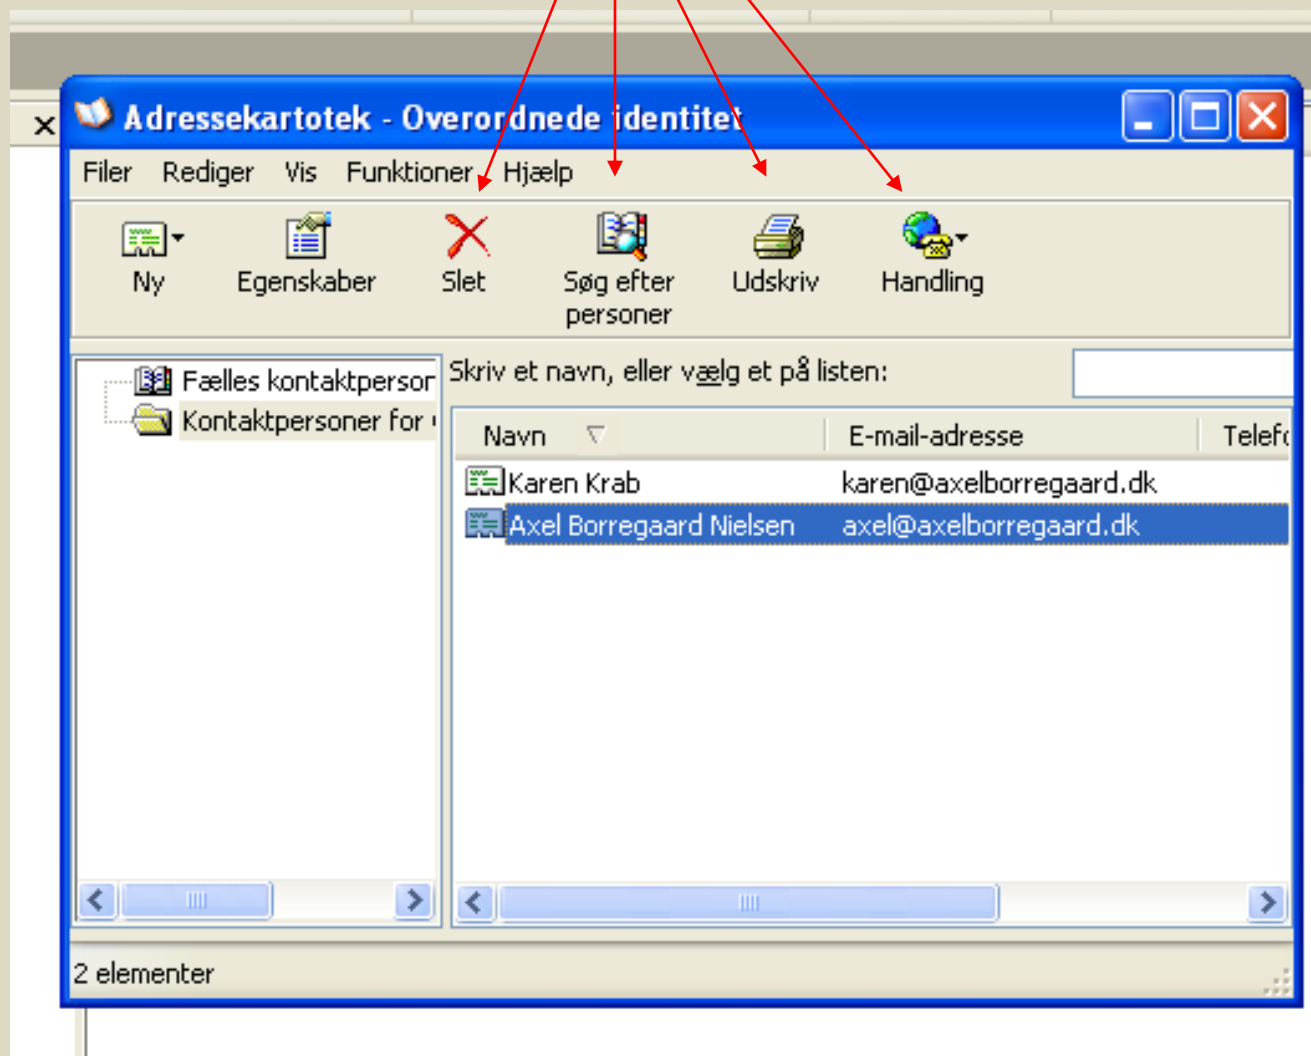 Adressekartotek - Overordnede identitet
Filer Rediger Vis Funktioner Hjælp
Ny Egenskaber Slet Søg efter personer Udskriv Handling
Skriv et navn, eller vælg et på listen:
Fælles kontaktperson
Kontaktpersoner for
Navn E-mail-adresse Telefo
Karen Krab karen@axelborregaard.dk
Axel Borregaard Nielsen axel@axelborregaard.dk
2 elementer